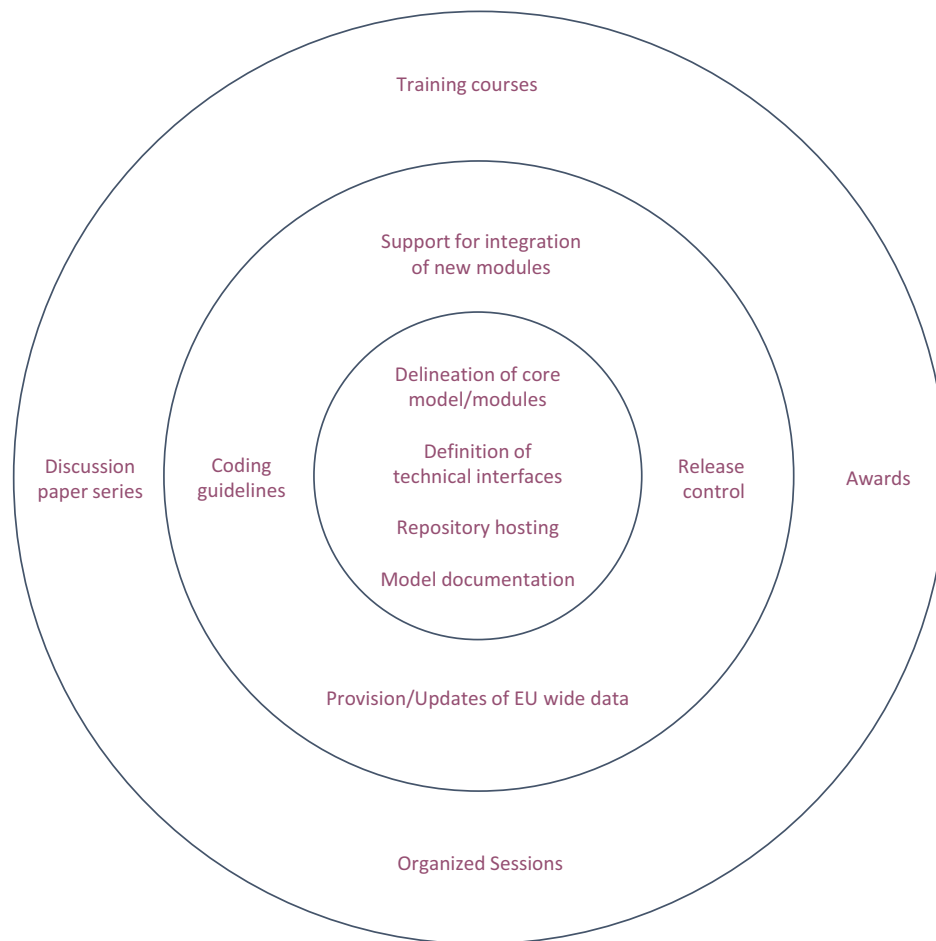 Training courses
Support for integration
of new modules
Delineation of core
model/modules
Definition of
technical interfaces
Repository hosting
Model documentation
Discussion
paper series
Coding
guidelines
Release
control
Awards
Provision/Updates of EU wide data
Organized Sessions